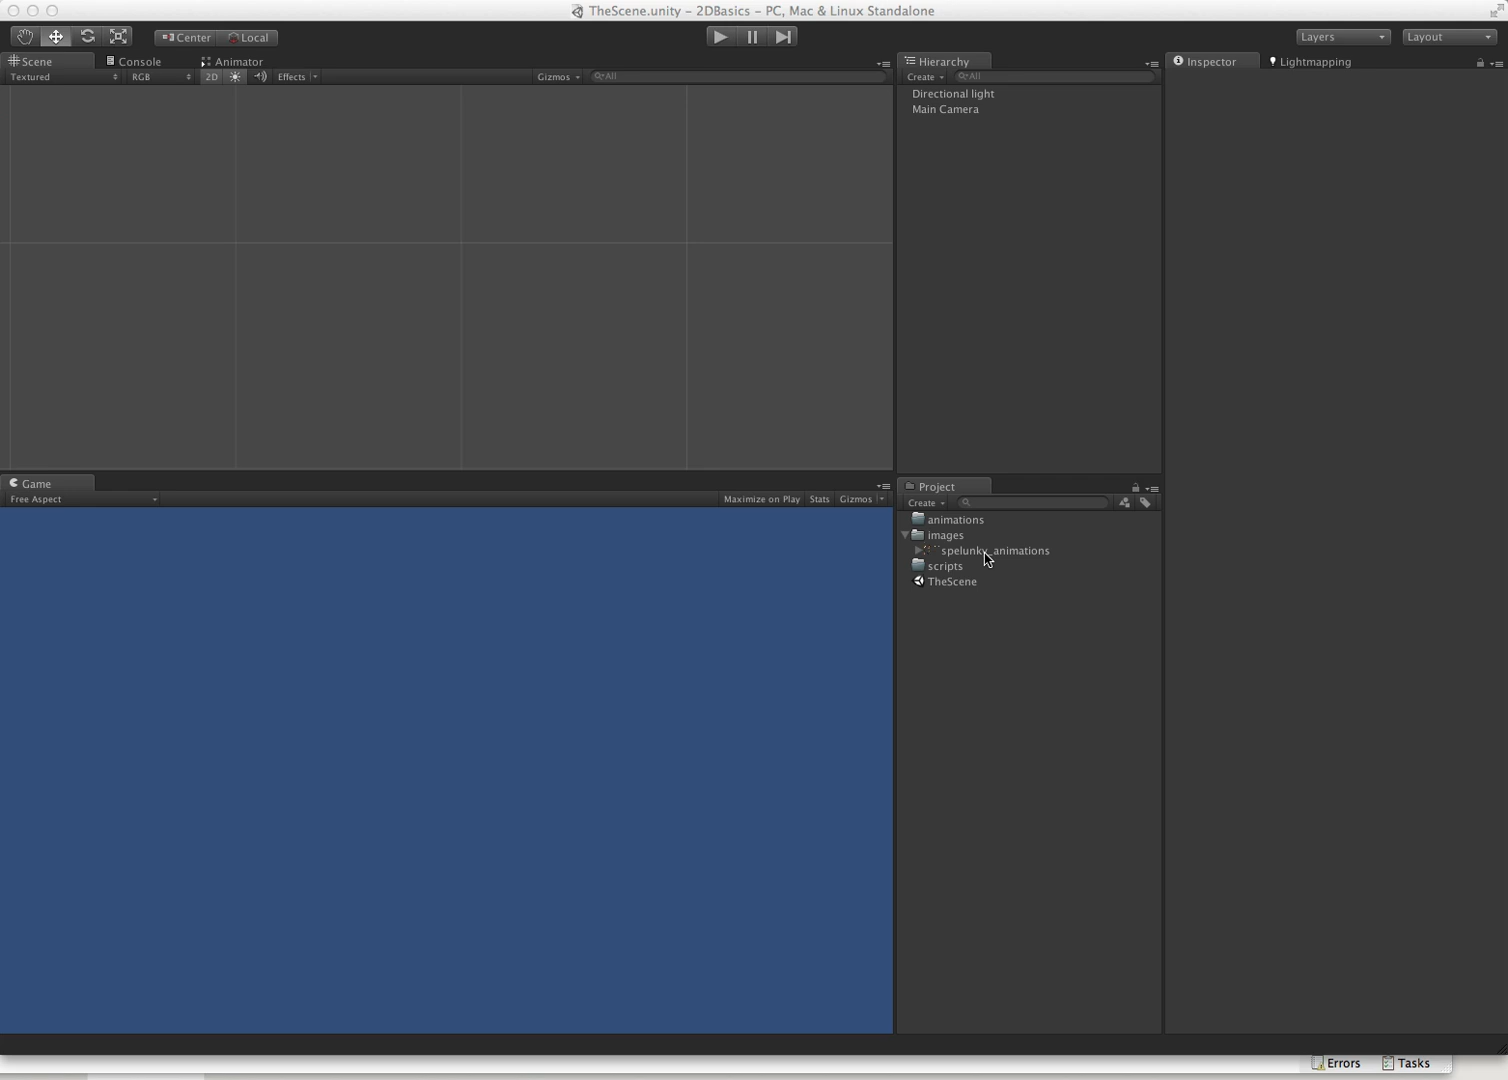 TheScene.unity – 2DBasics – PC, Mac & Linux Standalone
Center Local Layers Layout
Scene Console Animator
Textured RGB 2D Effects Gizmos All
Hierarchy
Create All
Directional light
Main Camera
Inspector Lightmapping
Game
Free Aspect Maximize on Play Stats Gizmos
Project
Create
animations
images
spelunky_animations
scripts
TheScene
Errors Tasks